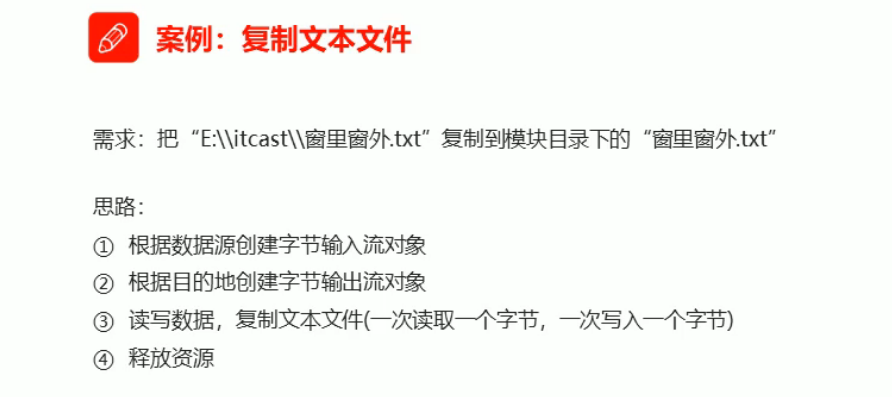 案例：复制文本文件
需求：把“E:\\itcast\\窗里窗外.txt”复制到模块目录下的“窗里窗外.txt”
思路：
① 根据数据源创建字节输入流对象
② 根据目的地创建字节输出流对象
③ 读写数据，复制文本文件(一次读取一个字节，一次写入一个字节)
④ 释放资源